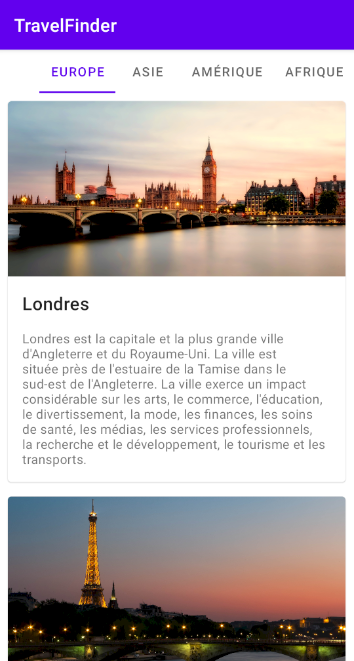 TravelFinder
EUROPE ASIE AMÉRIQUE AFRIQUE
Londres
Londres est la capitale et la plus grande ville
d'Angleterre et du Royaume-Uni. La ville est
située près de l'estuaire de la Tamise dans le
sud-est de l'Angleterre. La ville exerce un impact
considérable sur les arts, le commerce, l'éducation,
le divertissement, la mode, les finances, les soins
de santé, les médias, les services professionnels,
la recherche et le développement, le tourisme et les
transports.